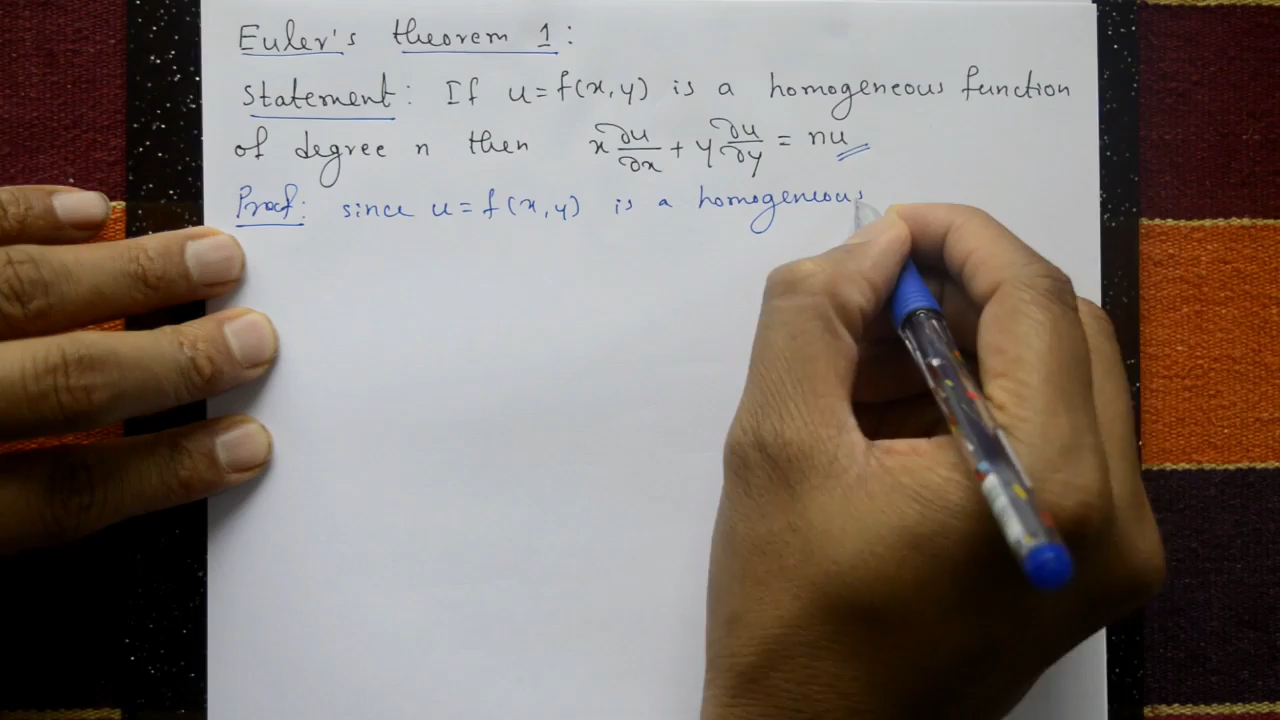 Euler's theorem 1:
Statement: If u=f(x,y) is a homogeneous function
of degree n then x ∂u/∂x + y ∂u/∂y = nu
Proof: since u=f(x,y) is a homogeneous